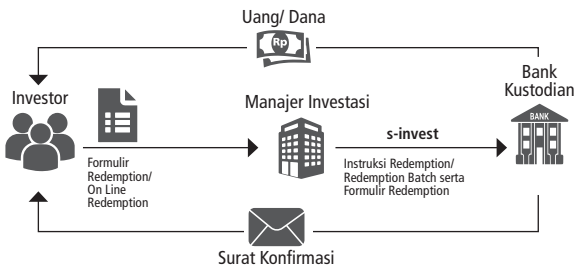 Uang/ Dana
Rp
Bank
Kustodian
Investor
Manajer Investasi
BANK
s-invest
Formulir
Redemption/
On Line
Redemption
Instruksi Redemption/
Redemption Batch serta
Formulir Redemption
Surat Konfirmasi